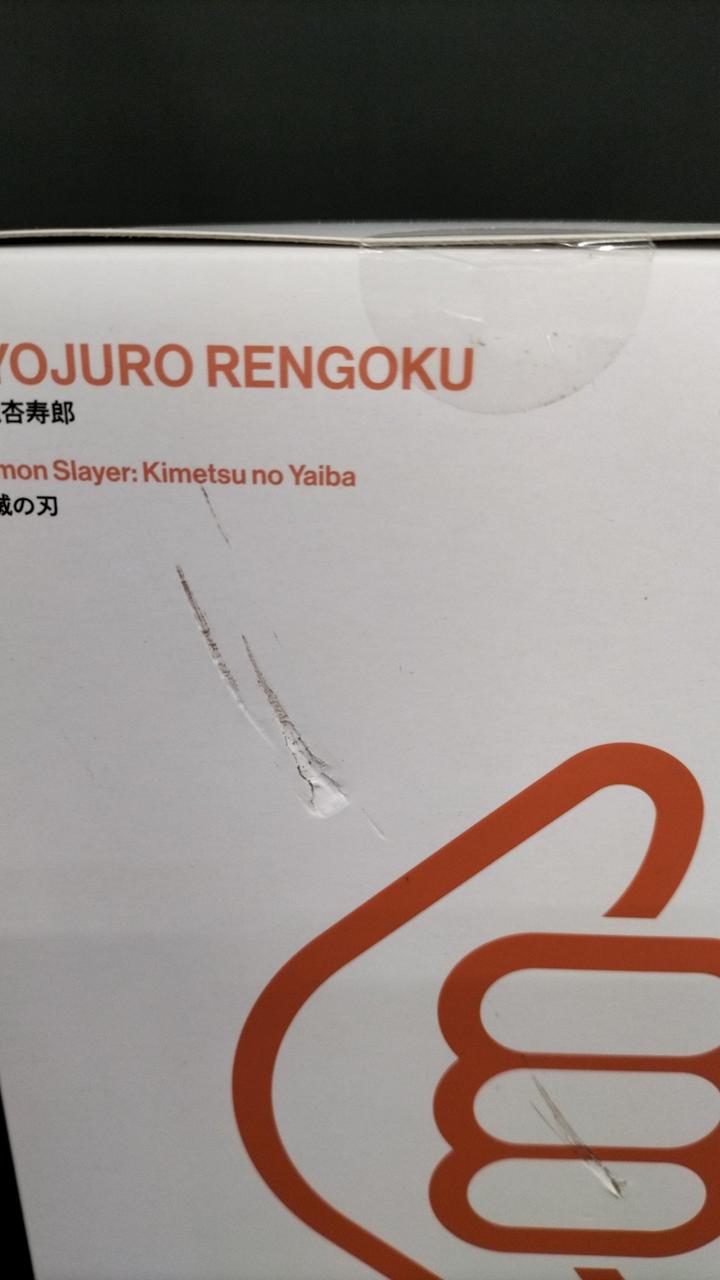 YOJURO RENGOKU
杏寿郎
mon Slayer: Kimetsu no Yaiba
滅の刃